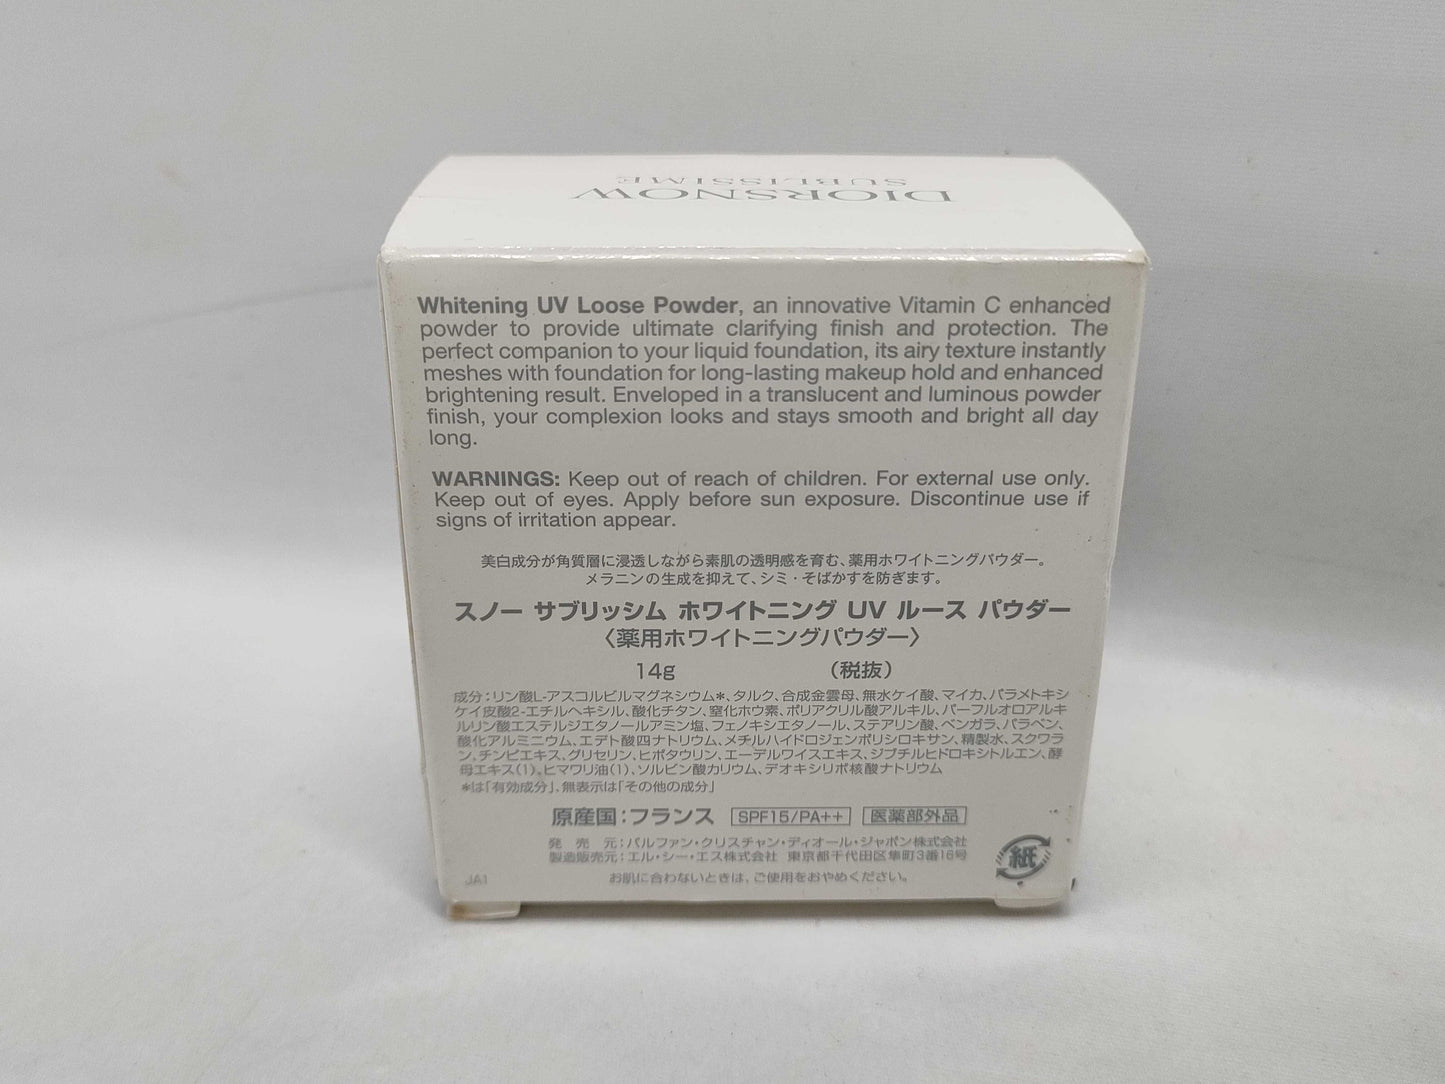 DIORSNOW
SUBLISSIME
Whitening UV Loose Powder, an innovative Vitamin C enhanced
powder to provide ultimate clarifying finish and protection. The
perfect companion to your liquid foundation, its airy texture instantly
meshes with foundation for long-lasting makeup hold and enhanced
brightening result. Enveloped in a translucent and luminous powder
finish, your complexion looks and stays smooth and bright all day
long.
WARNINGS: Keep out of reach of children. For external use only.
Keep out of eyes. Apply before sun exposure. Discontinue use if
signs of irritation appear.
美白成分が角質層に浸透しながら素肌の透明感を育む、薬用ホワイトニングパウダー。
メラニンの生成を抑えて、シミ・そばかすを防ぎます。
スノー サブリッシム ホワイトニング UV ルース パウダー
〈薬用ホワイトニングパウダー〉
14g (税抜)
成分：リン酸L-アスコルビルマグネシウム*、タルク、合成金雲母、無水ケイ酸、マイカ、パラメトキシ
ケイ皮酸2-エチルヘキシル、酸化チタン、窒化ホウ素、ポリアクリル酸アルキル、パーフルオロアルキ
ルリン酸エステルジエタノールアミン塩、フェノキシエタノール、ステアリン酸、ベンガラ、パラベン、
酸化アルミニウム、エデト酸四ナトリウム、メチルハイドロジェンポリシロキサン、精製水、スクワラ
ン、チンピエキス、グリセリン、ヒポタウリン、エーデルワイスエキス、ジブチルヒドロキシトルエン、酵
母エキス(1)、ヒマワリ油(1)、ソルビン酸カリウム、デオキシリボ核酸ナトリウム
*は「有効成分」、無表示は「その他の成分」
原産国：フランス SPF15/PA++ 医薬部外品
発 売 元：パルファン・クリスチャン・ディオール・ジャポン株式会社
製造販売元：エル・シー・エス株式会社 東京都千代田区隼町3番16号
紙
JA1 お肌に合わないときは、ご使用をおやめください。